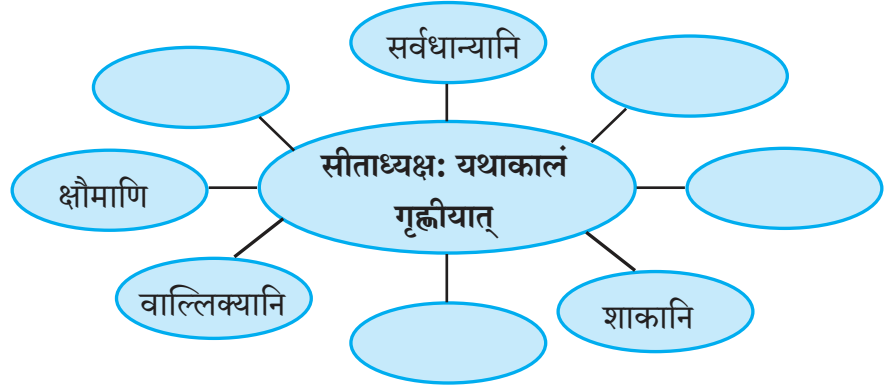 सर्वधान्यानि
सीताध्यक्ष: यथाकालं
गृह्णीयात्
क्षौमाणि
वाल्लिक्यानि
शाकानि